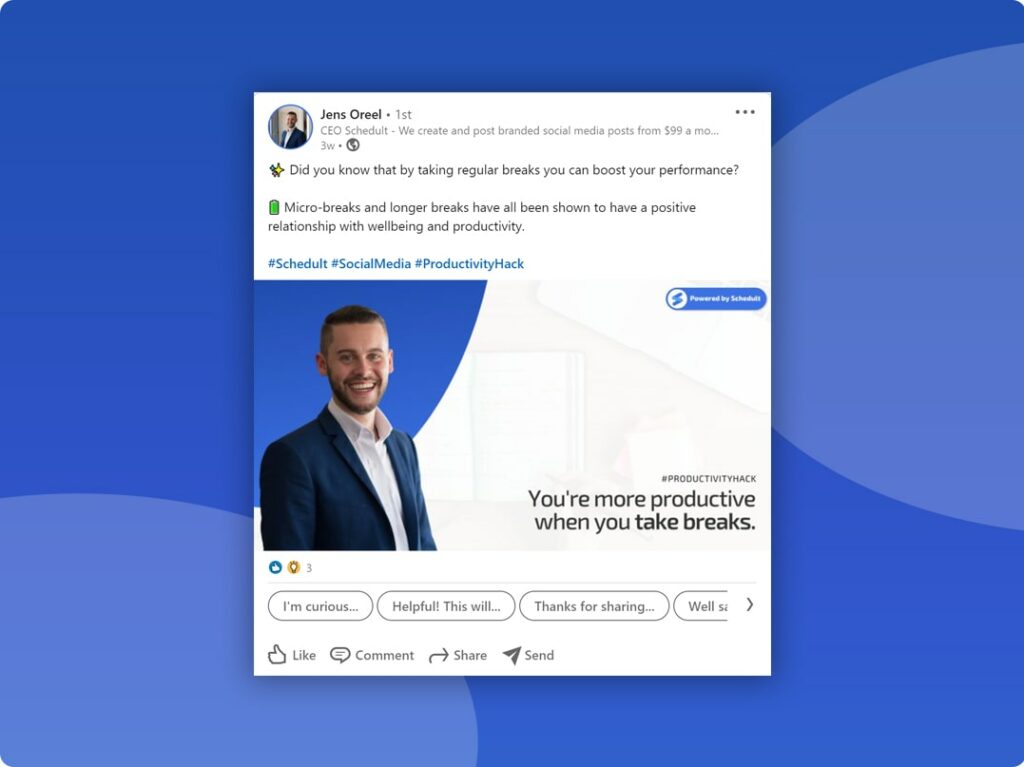 Jens Oreel • 1st
CEO Schedult - We create and post branded social media posts from $99 a mo...
3w •
✨ Did you know that by taking regular breaks you can boost your performance?
🔋 Micro-breaks and longer breaks have all been shown to have a positive
relationship with wellbeing and productivity.
#Schedult #SocialMedia #ProductivityHack
Powered by Schedult
#PRODUCTIVITYHACK
You're more productive
when you take breaks.
3
I'm curious... Helpful! This will... Thanks for sharing... Well sa
Like Comment Share Send